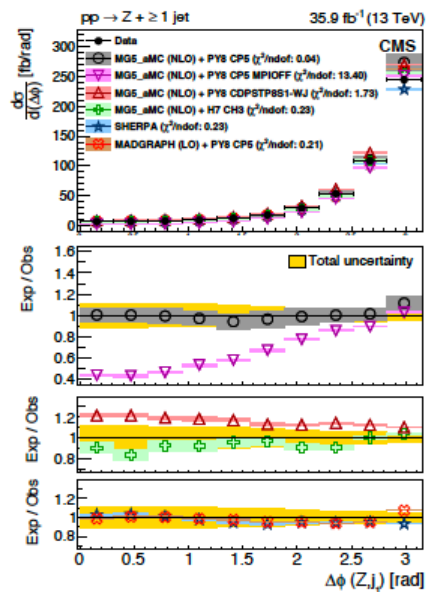 pp → Z + ≥ 1 jet 35.9 fb⁻¹ (13 TeV)
CMS
dσ/d(Δϕ) [fb/rad]
Data
MG5_aMC (NLO) + PY8 CP5 (χ²/ndof: 0.04)
MG5_aMC (NLO) + PY8 CP5 MPIOFF (χ²/ndof: 13.40)
MG5_aMC (NLO) + PY8 CDPSTP8S1-WJ (χ²/ndof: 1.73)
MG5_aMC (NLO) + H7 CH3 (χ²/ndof: 0.23)
SHERPA (χ²/ndof: 0.23)
MADGRAPH (LO) + PY8 CP5 (χ²/ndof: 0.21)
300
250
200
150
100
50
0
Exp / Obs
Total uncertainty
1.6
1.4
1.2
1
0.8
0.6
0.4
Exp / Obs
1.2
1
0.8
Exp / Obs
1.2
1
0.8
0 0.5 1 1.5 2 2.5 3
Δϕ (Z,j₁) [rad]